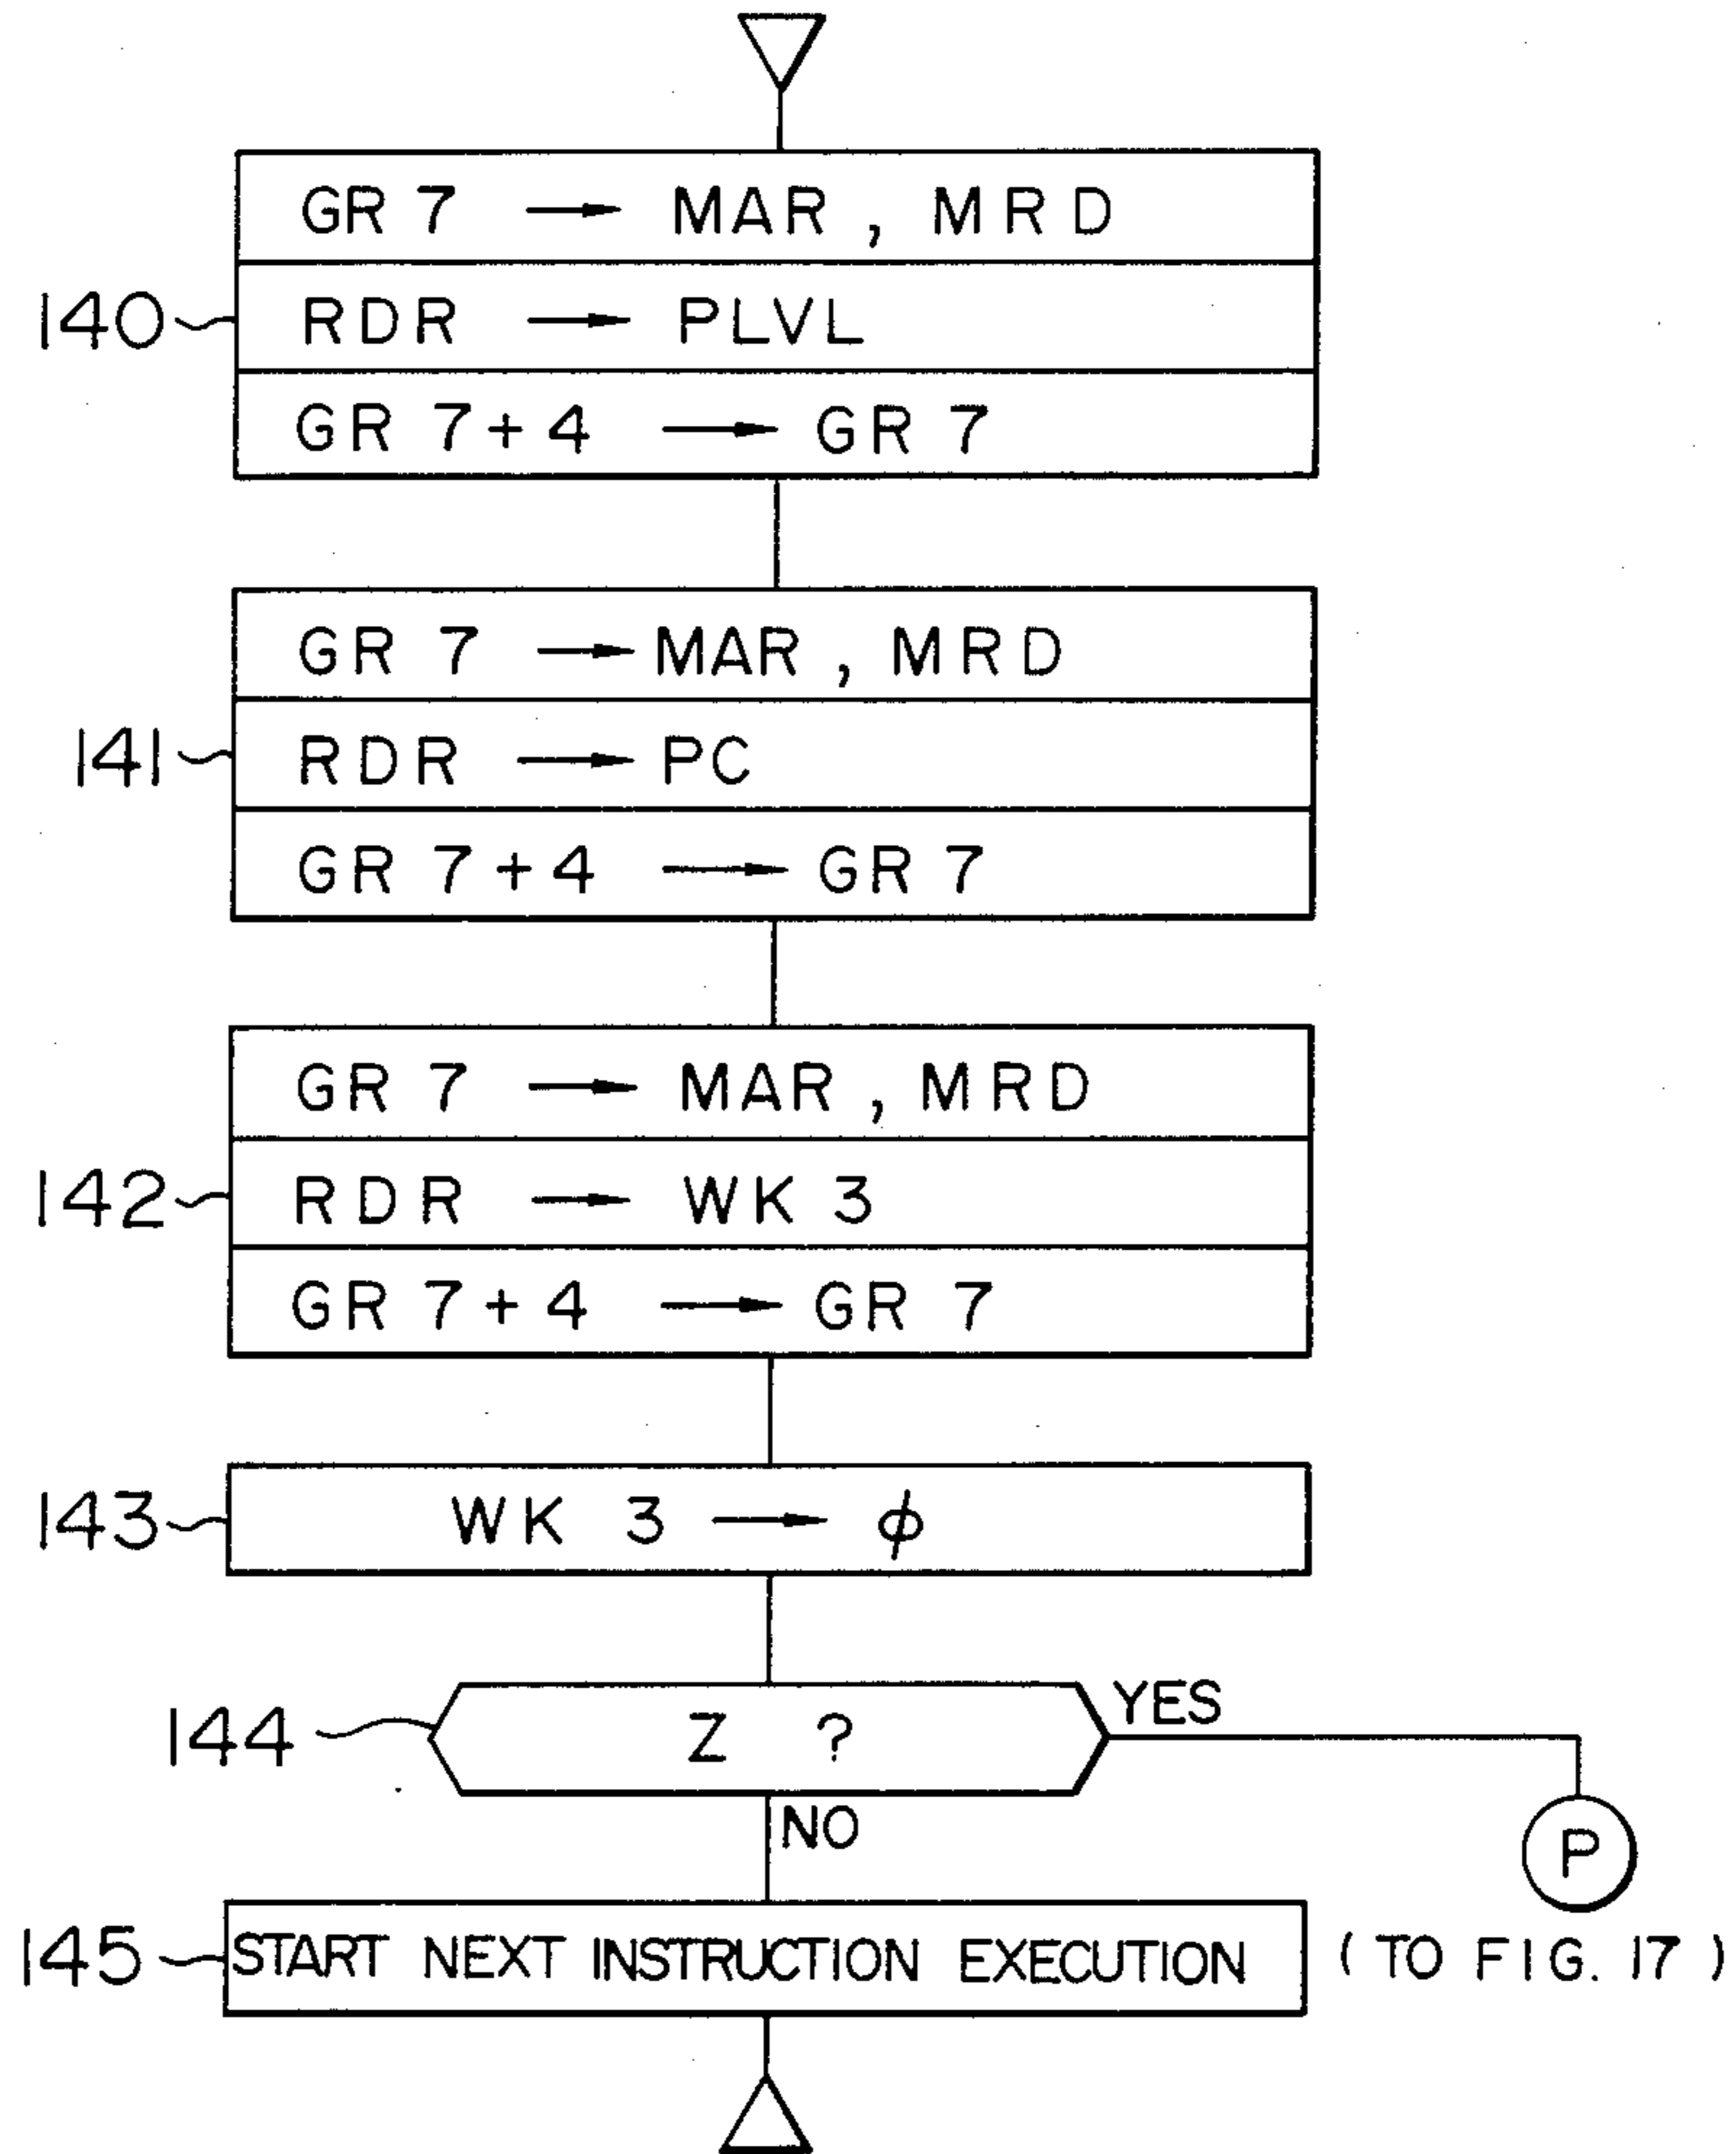 GR 7 → MAR , MRD
140
RDR → PLVL
GR 7+4 → GR 7
GR 7 → MAR , MRD
141
RDR → PC
GR 7+4 → GR 7
GR 7 → MAR , MRD
142
RDR → WK 3
GR 7+4 → GR 7
143
WK 3 → ϕ
144
Z ?
YES
NO
P
145
START NEXT INSTRUCTION EXECUTION
( TO FIG. 17 )